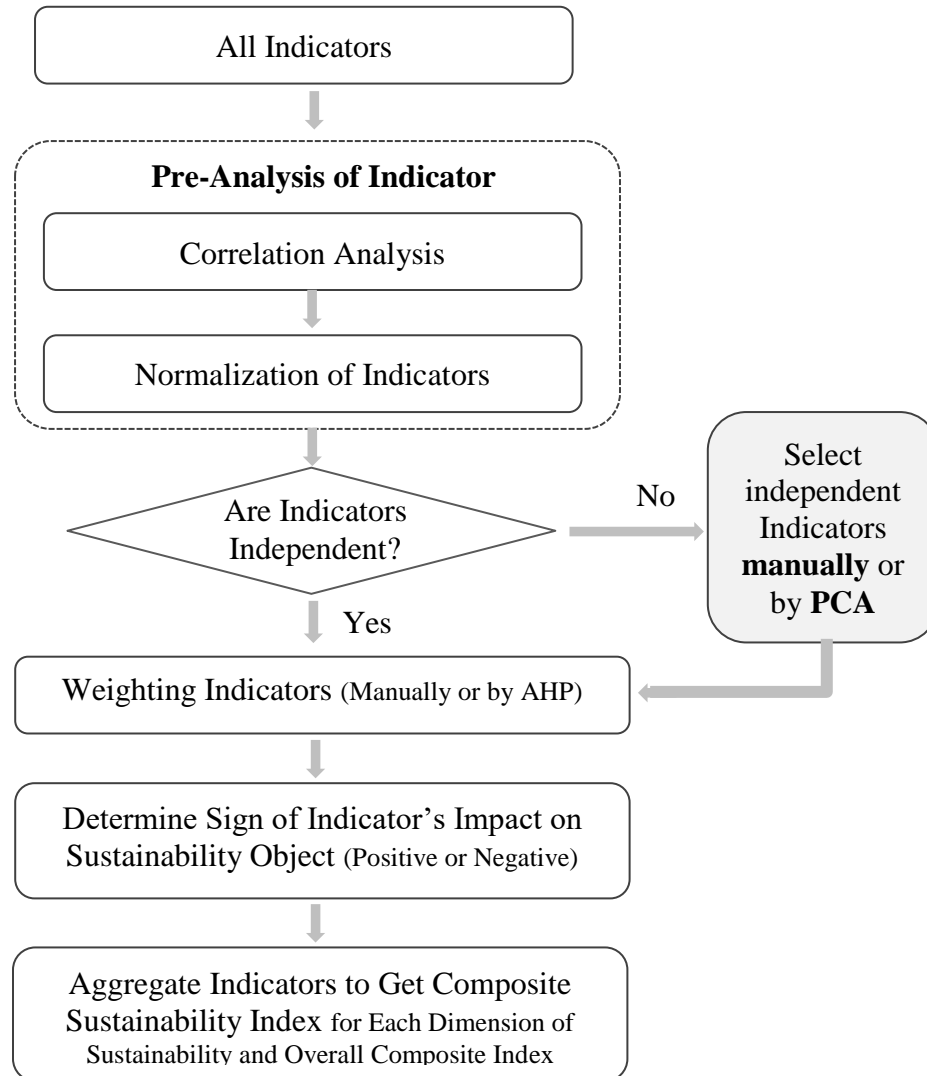 All Indicators
Pre-Analysis of Indicator
Correlation Analysis
Normalization of Indicators
Are Indicators
Independent?
No
Select
independent
Indicators
manually or
by PCA
Yes
Weighting Indicators (Manually or by AHP)
Determine Sign of Indicator’s Impact on
Sustainability Object (Positive or Negative)
Aggregate Indicators to Get Composite
Sustainability Index for Each Dimension of
Sustainability and Overall Composite Index